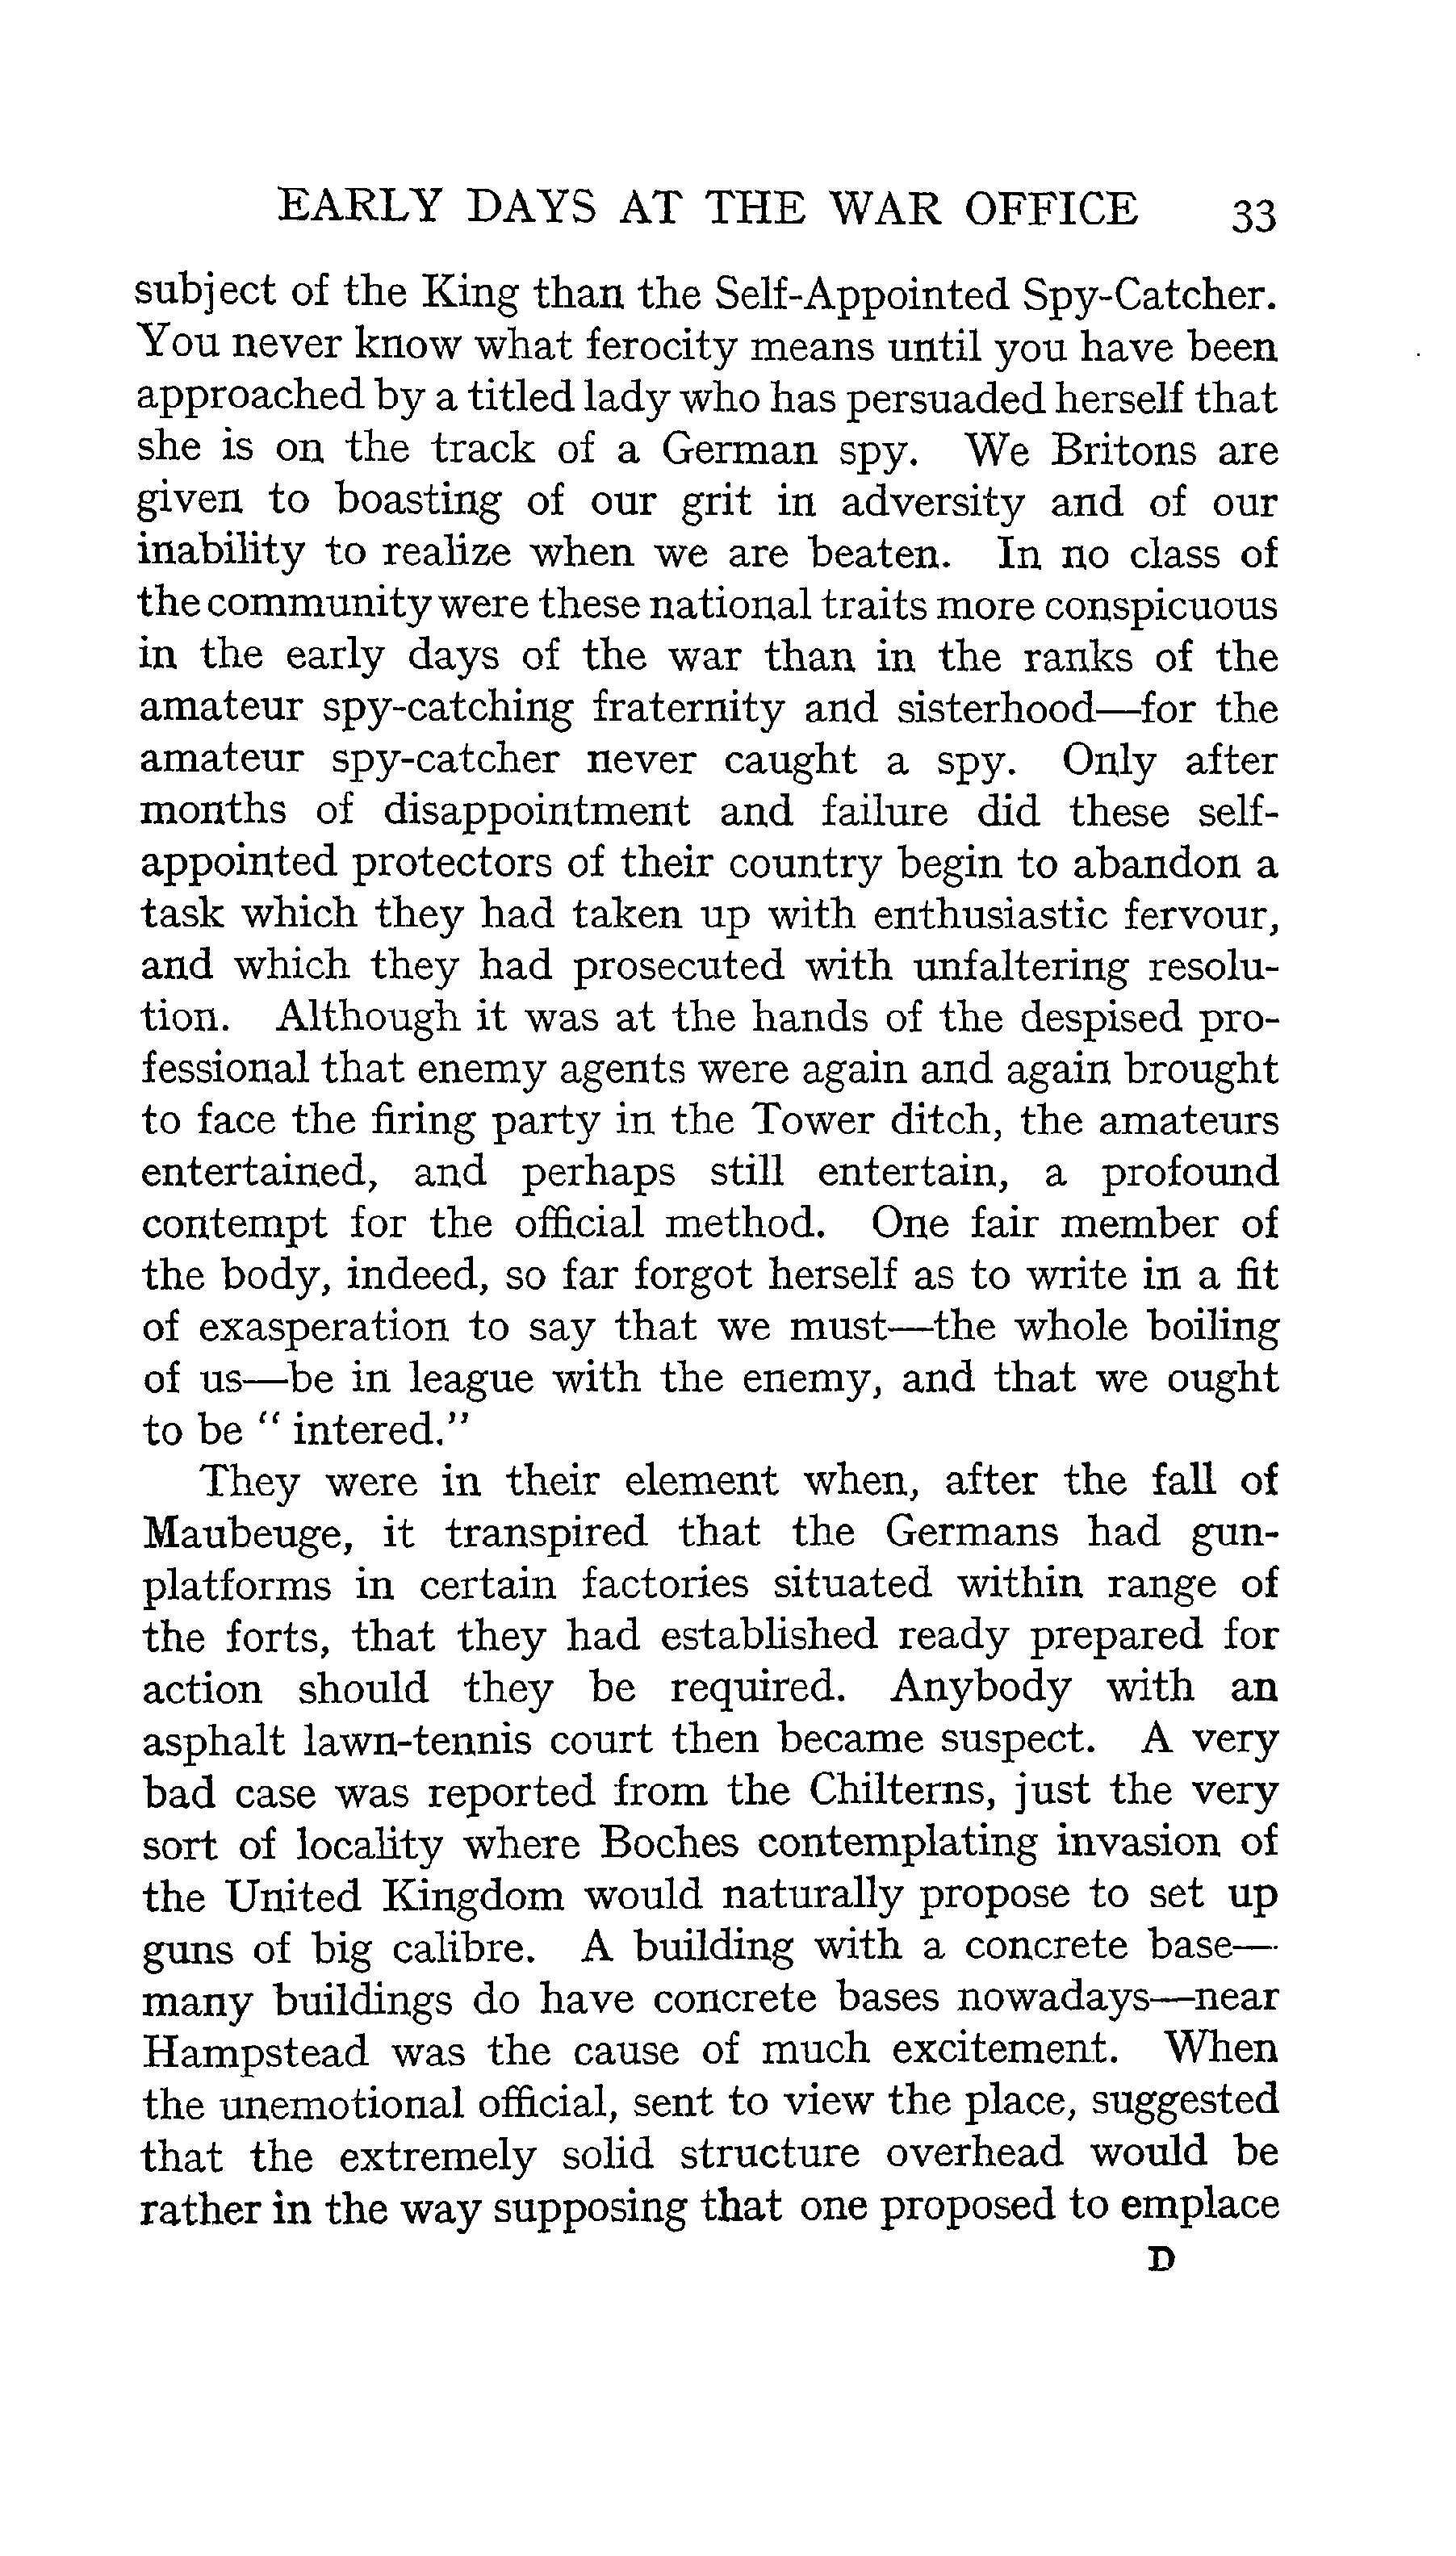 EARLY DAYS AT THE WAR OFFICE 33
subject of the King than the Self-Appointed Spy-Catcher.
You never know what ferocity means until you have been
approached by a titled lady who has persuaded herself that
she is on the track of a German spy. We Britons are
given to boasting of our grit in adversity and of our
inability to realize when we are beaten. In no class of
the community were these national traits more conspicuous
in the early days of the war than in the ranks of the
amateur spy-catching fraternity and sisterhood—for the
amateur spy-catcher never caught a spy. Only after
months of disappointment and failure did these self-
appointed protectors of their country begin to abandon a
task which they had taken up with enthusiastic fervour,
and which they had prosecuted with unfaltering resolu-
tion. Although it was at the hands of the despised pro-
fessional that enemy agents were again and again brought
to face the firing party in the Tower ditch, the amateurs
entertained, and perhaps still entertain, a profound
contempt for the official method. One fair member of
the body, indeed, so far forgot herself as to write in a fit
of exasperation to say that we must—the whole boiling
of us—be in league with the enemy, and that we ought
to be " intered."
They were in their element when, after the fall of
Maubeuge, it transpired that the Germans had gun-
platforms in certain factories situated within range of
the forts, that they had established ready prepared for
action should they be required. Anybody with an
asphalt lawn-tennis court then became suspect. A very
bad case was reported from the Chilterns, just the very
sort of locality where Boches contemplating invasion of
the United Kingdom would naturally propose to set up
guns of big calibre. A building with a concrete base—
many buildings do have concrete bases nowadays—near
Hampstead was the cause of much excitement. When
the unemotional official, sent to view the place, suggested
that the extremely solid structure overhead would be
rather in the way supposing that one proposed to emplace
D